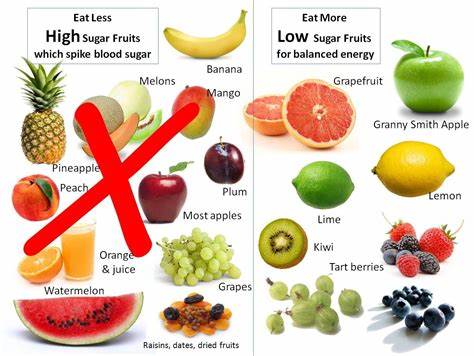 Eat Less
High Sugar Fruits
which spike blood sugar
Banana
Melons
Mango
Pineapple
Peach
Plum
Most apples
Orange
& juice
Watermelon
Grapes
Raisins, dates, dried fruits
Eat More
Low Sugar Fruits
for balanced energy
Grapefruit
Granny Smith Apple
Lime
Lemon
Kiwi
Tart berries